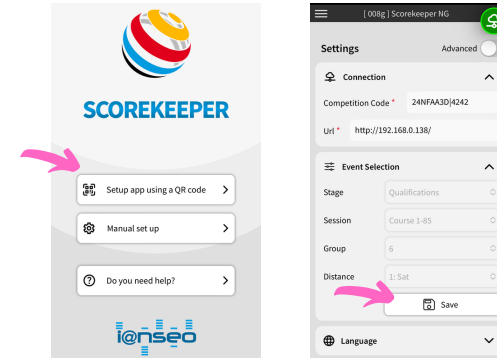 SCOREKEEPER
Setup app using a QR code
Manual set up
Do you need help?
i@nseo
[ 008g ] Scorekeeper NG
Settings
Advanced
Connection
Competition Code *
24NFAA3D|4242
Url *
http://192.168.0.138/
Event Selection
Stage
Qualifications
Session
Course 1-85
Group
6
Distance
1: Sat
Save
Language